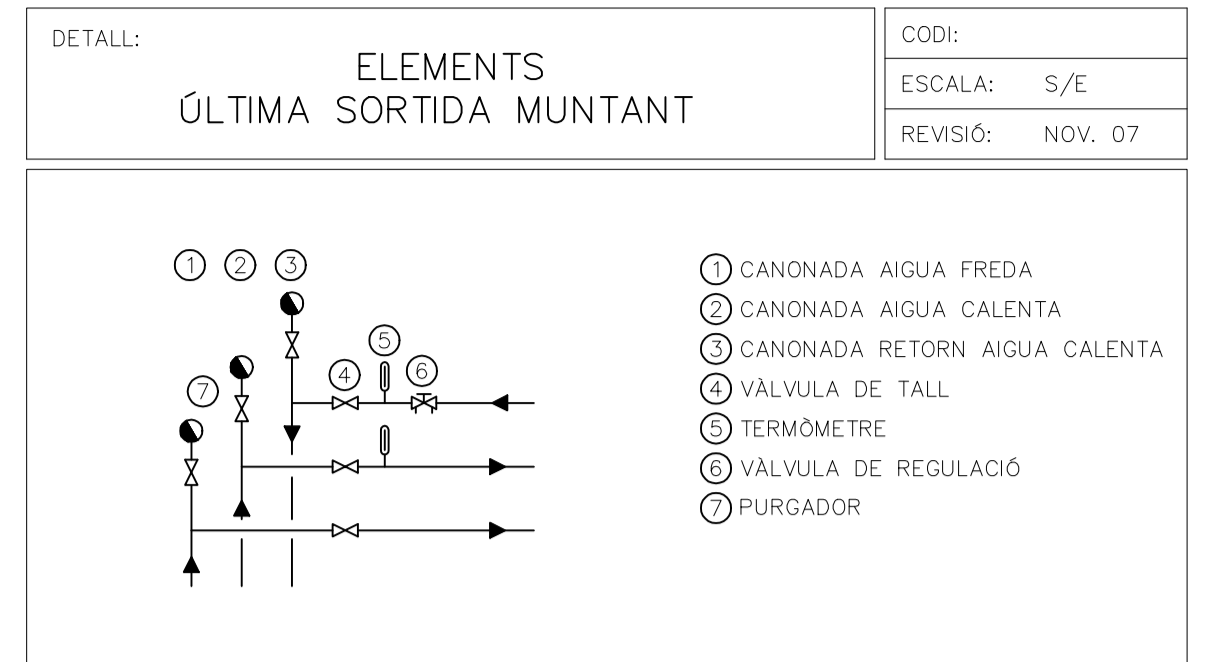 DETALL:
ELEMENTS
ÚLTIMA SORTIDA MUNTANT
CODI:
ESCALA: S/E
REVISIÓ: NOV. 07
1 2 3
5
4 6
7
1 CANONADA AIGUA FREDA
2 CANONADA AIGUA CALENTA
3 CANONADA RETORN AIGUA CALENTA
4 VÀLVULA DE TALL
5 TERMÒMETRE
6 VÀLVULA DE REGULACIÓ
7 PURGADOR